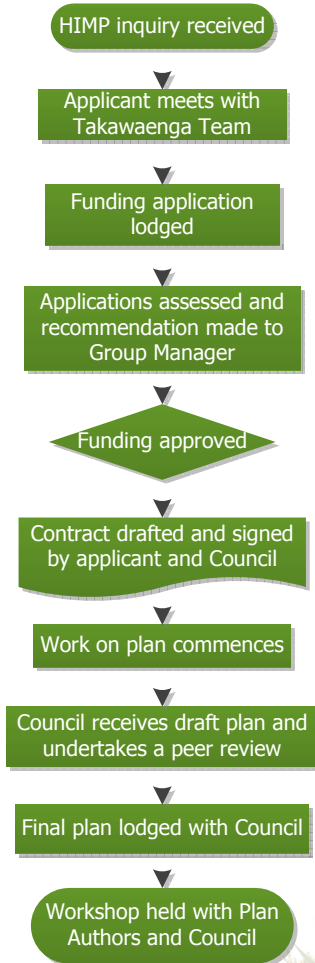 HIMP inquiry received
Applicant meets with
Takawaenga Team
Funding application
lodged
Applications assessed and
recommendation made to
Group Manager
Funding approved
Contract drafted and signed
by applicant and Council
Work on plan commences
Council receives draft plan and
undertakes a peer review
Final plan lodged with Council
Workshop held with Plan
Authors and Council